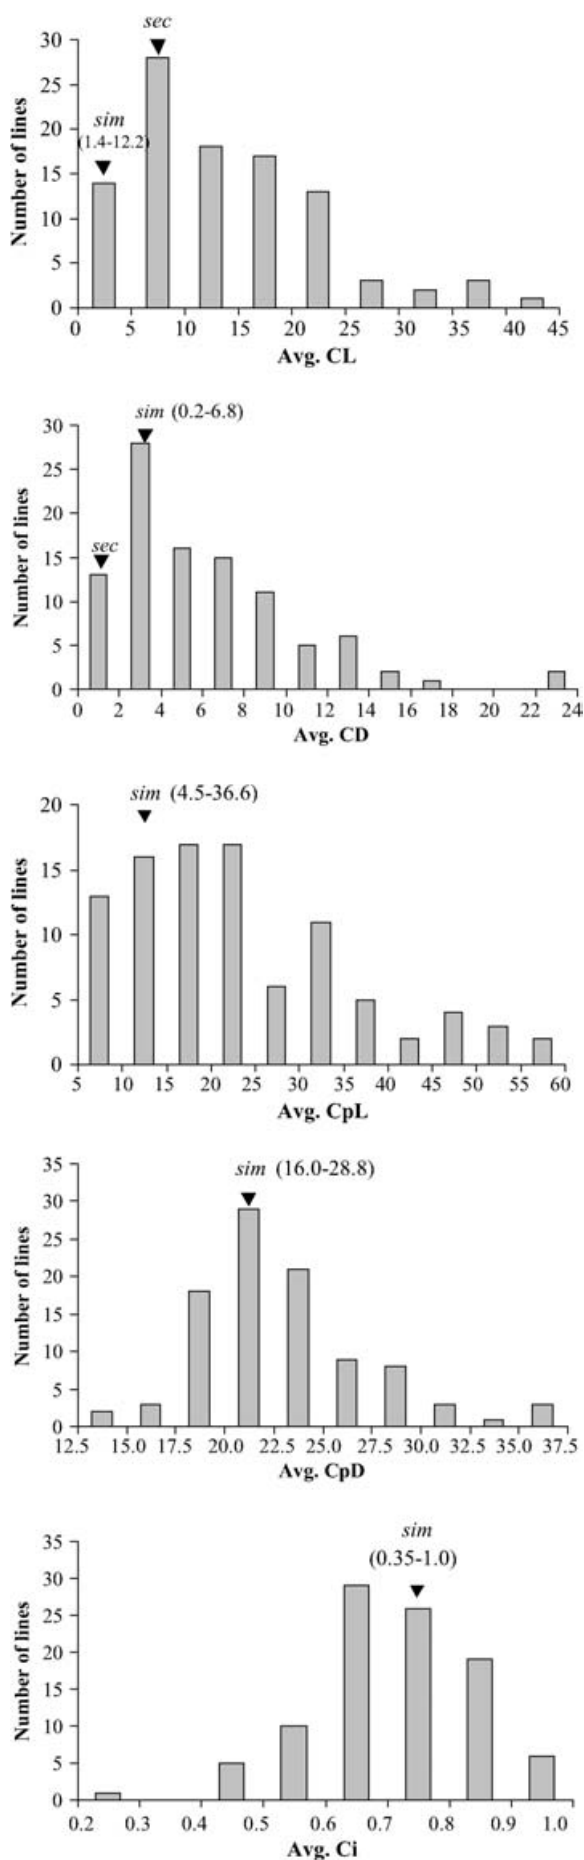 sec
30
25
sim
(1.4-12.2)
20
15
10
5
0
Number of lines
0 5 10 15 20 25 30 35 40 45
Avg. CL
sim (0.2-6.8)
30
25
20
sec
15
10
5
0
Number of lines
0 2 4 6 8 10 12 14 16 18 20 22 24
Avg. CD
sim (4.5-36.6)
20
15
10
5
0
Number of lines
5 10 15 20 25 30 35 40 45 50 55 60
Avg. CpL
sim (16.0-28.8)
35
30
25
20
15
10
5
0
Number of lines
12.5 15.0 17.5 20.0 22.5 25.0 27.5 30.0 32.5 35.0 37.5
Avg. CpD
sim
(0.35-1.0)
35
30
25
20
15
10
5
0
Number of lines
0.2 0.3 0.4 0.5 0.6 0.7 0.8 0.9 1.0
Avg. Ci